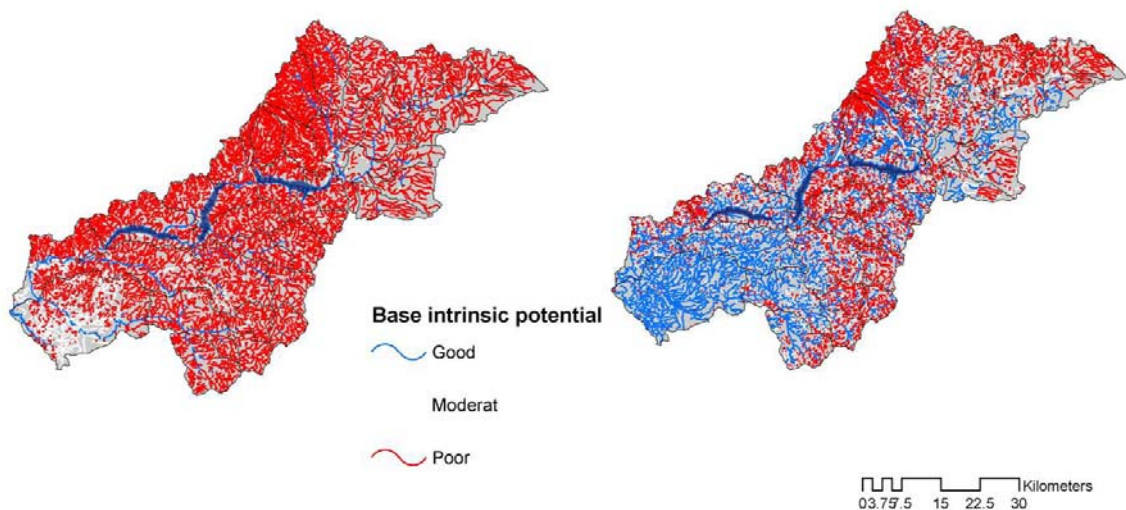 Base intrinsic potential
Good
Moderat
Poor
Kilometers
03.757.5 15 22.5 30